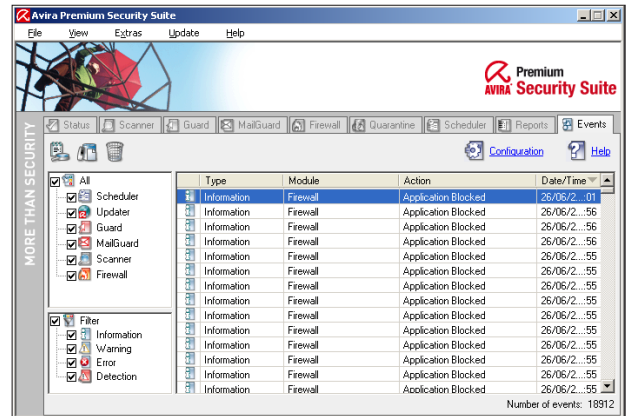 Avira Premium Security Suite
File View Extras Update Help
Premium
AVIRA Security Suite
MORE THAN SECURITY
Status Scanner Guard MailGuard Firewall Quarantine Scheduler Reports Events
Configuration Help
All
Scheduler
Updater
Guard
MailGuard
Scanner
Firewall
Filter
Information
Warning
Error
Detection
Type Module Action Date/Time
Information Firewall Application Blocked 26/06/2...:01
Information Firewall Application Blocked 26/06/2...:56
Information Firewall Application Blocked 26/06/2...:56
Information Firewall Application Blocked 26/06/2...:56
Information Firewall Application Blocked 26/06/2...:55
Information Firewall Application Blocked 26/06/2...:55
Information Firewall Application Blocked 26/06/2...:55
Information Firewall Application Blocked 26/06/2...:55
Information Firewall Application Blocked 26/06/2...:55
Information Firewall Application Blocked 26/06/2...:55
Information Firewall Application Blocked 26/06/2...:55
Information Firewall Application Blocked 26/06/2...:55
Information Firewall Application Blocked 26/06/2...:55
Information Firewall Application Blocked 26/06/2...:55
Number of events: 18912